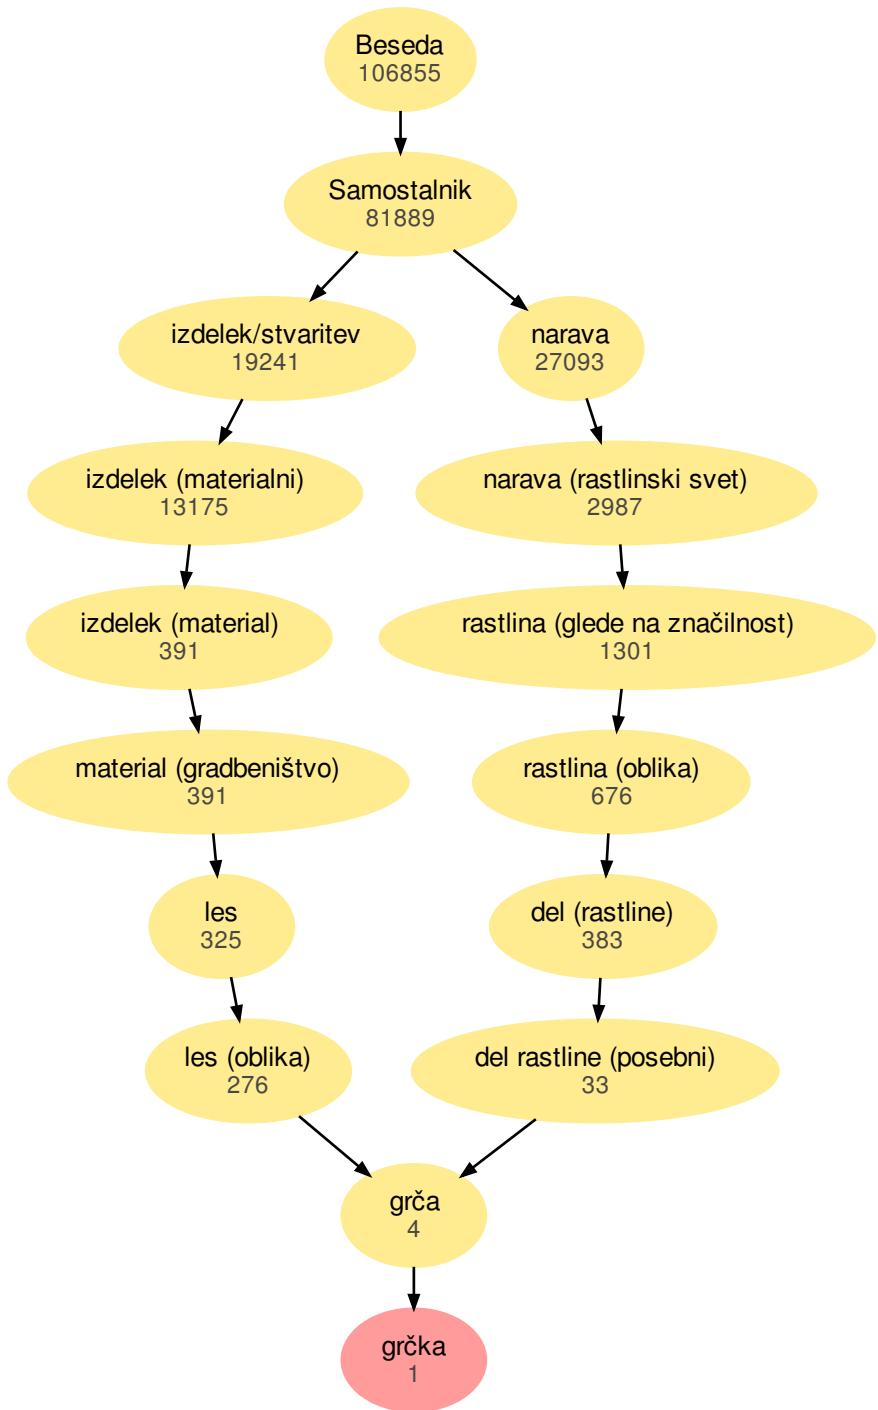 Beseda
106855
Samostalnik
81889
izdelek/stvaritev
19241
narava
27093
izdelek (materialni)
13175
narava (rastlinski svet)
2987
izdelek (material)
391
rastlina (glede na značilnost)
1301
material (gradbeništvo)
391
rastlina (oblika)
676
les
325
del (rastline)
383
les (oblika)
276
del rastline (posebni)
33
grča
4
grčka
1